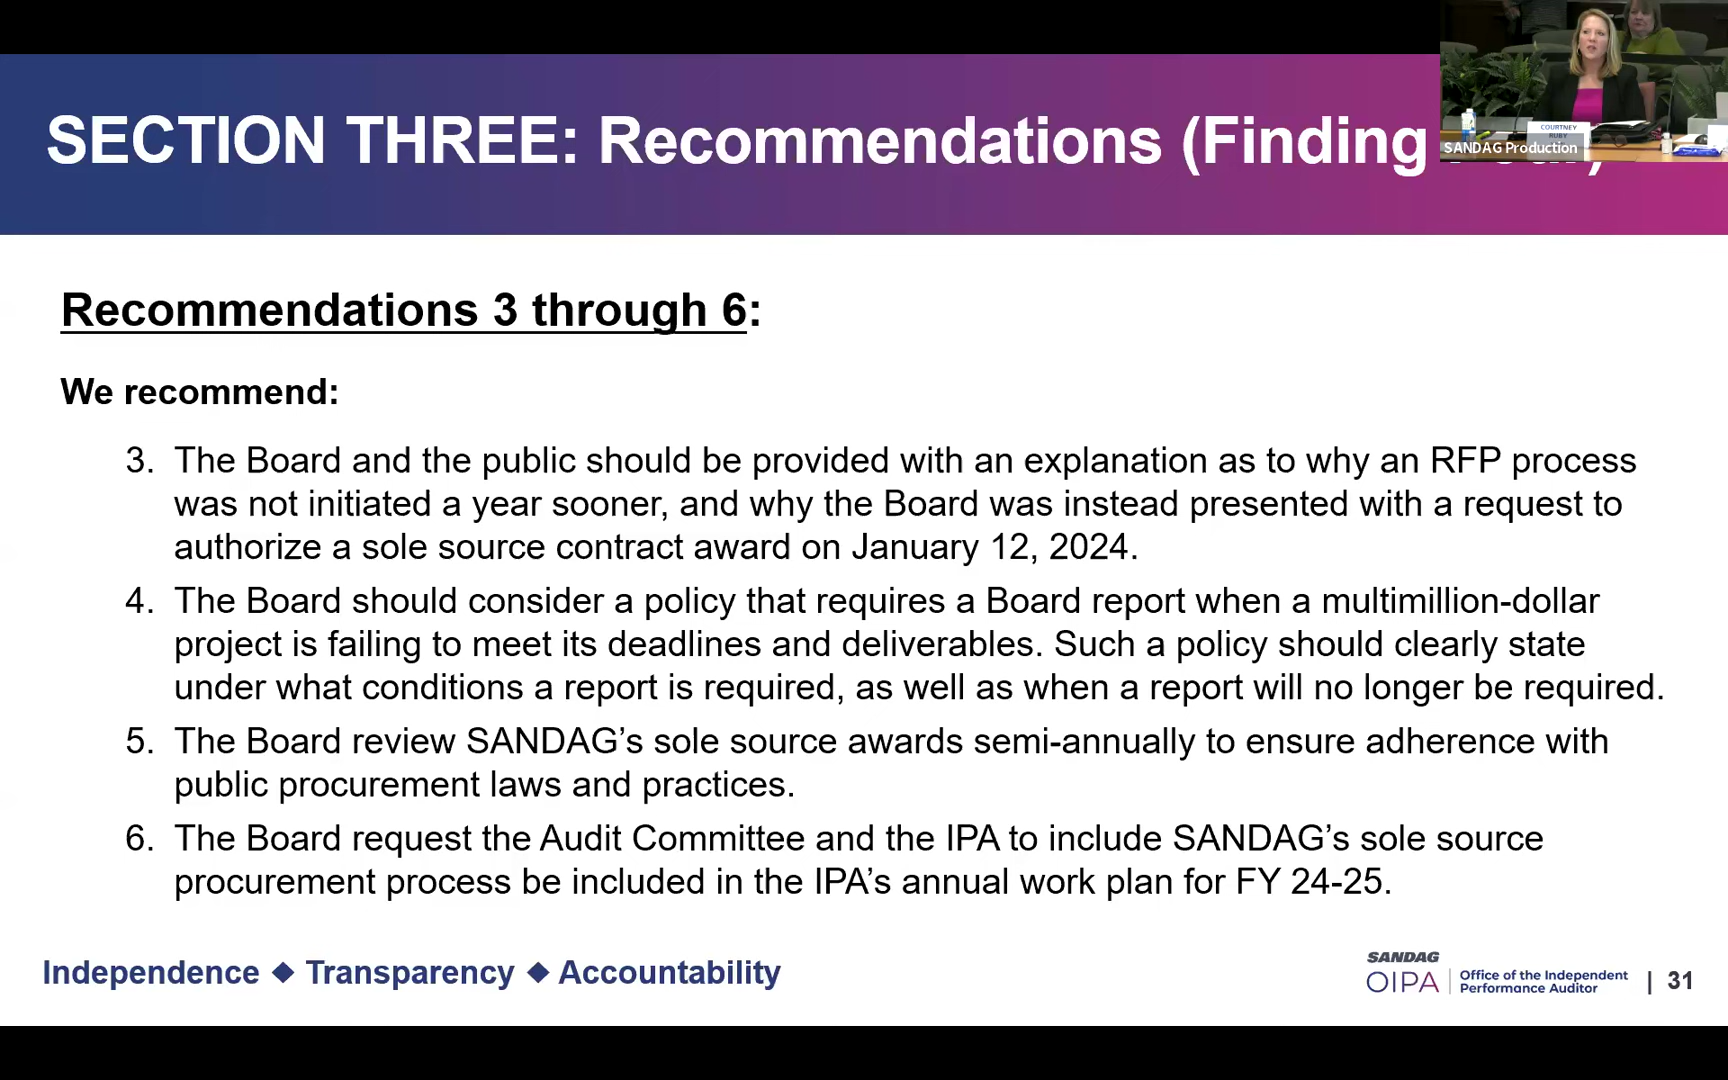 SECTION THREE: Recommendations (Finding
COURTNEY
RUBY
SANDAG Production
Recommendations 3 through 6:
We recommend:
3. The Board and the public should be provided with an explanation as to why an RFP process
was not initiated a year sooner, and why the Board was instead presented with a request to
authorize a sole source contract award on January 12, 2024.
4. The Board should consider a policy that requires a Board report when a multimillion-dollar
project is failing to meet its deadlines and deliverables. Such a policy should clearly state
under what conditions a report is required, as well as when a report will no longer be required.
5. The Board review SANDAG’s sole source awards semi-annually to ensure adherence with
public procurement laws and practices.
6. The Board request the Audit Committee and the IPA to include SANDAG’s sole source
procurement process be included in the IPA’s annual work plan for FY 24-25.
Independence ◆ Transparency ◆ Accountability
SANDAG
OIPA | Office of the Independent
Performance Auditor
| 31